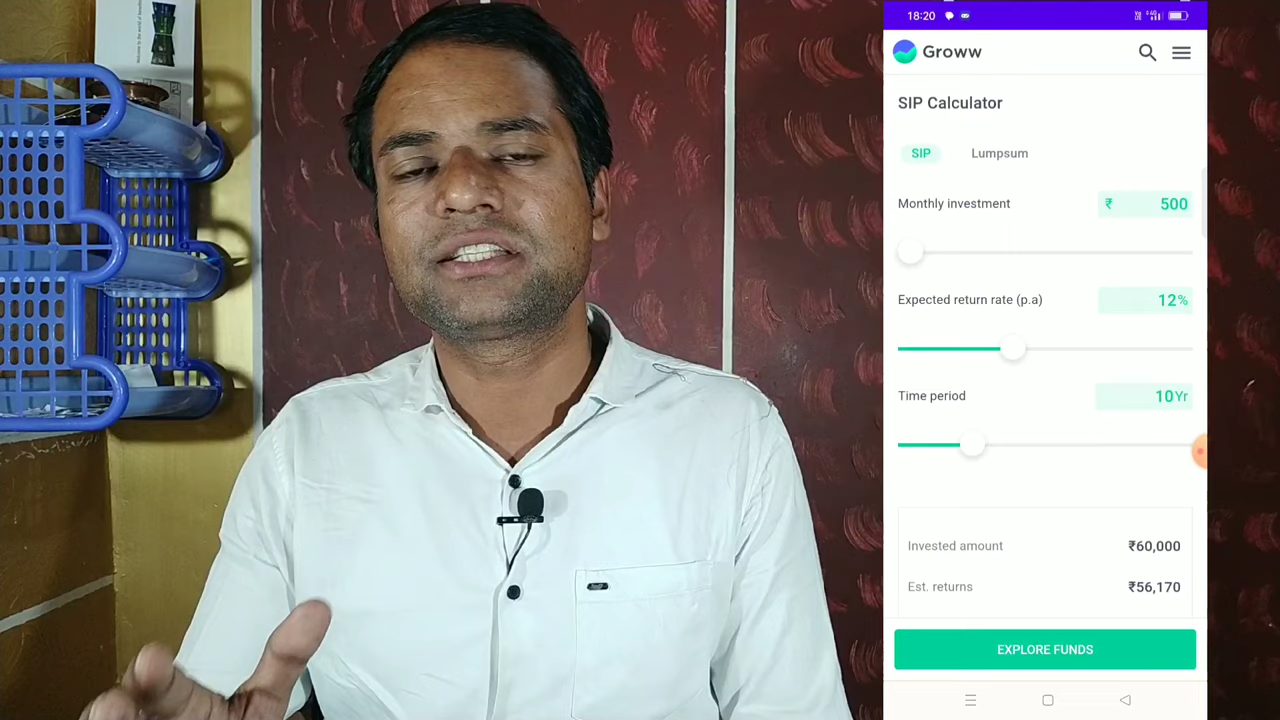 18:20
Groww
SIP Calculator
SIP Lumpsum
Monthly investment ₹ 500
Expected return rate (p.a) 12%
Time period 10Yr
Invested amount ₹60,000
Est. returns ₹56,170
EXPLORE FUNDS